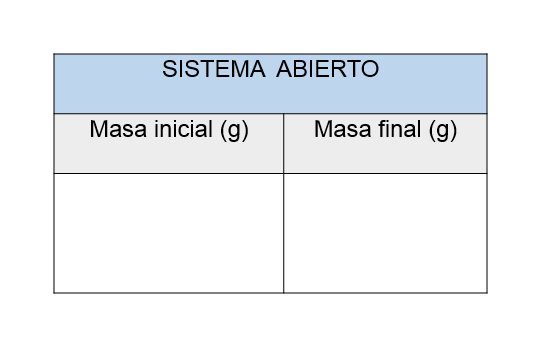 SISTEMA ABIERTO
Masa inicial (g)
Masa final (g)